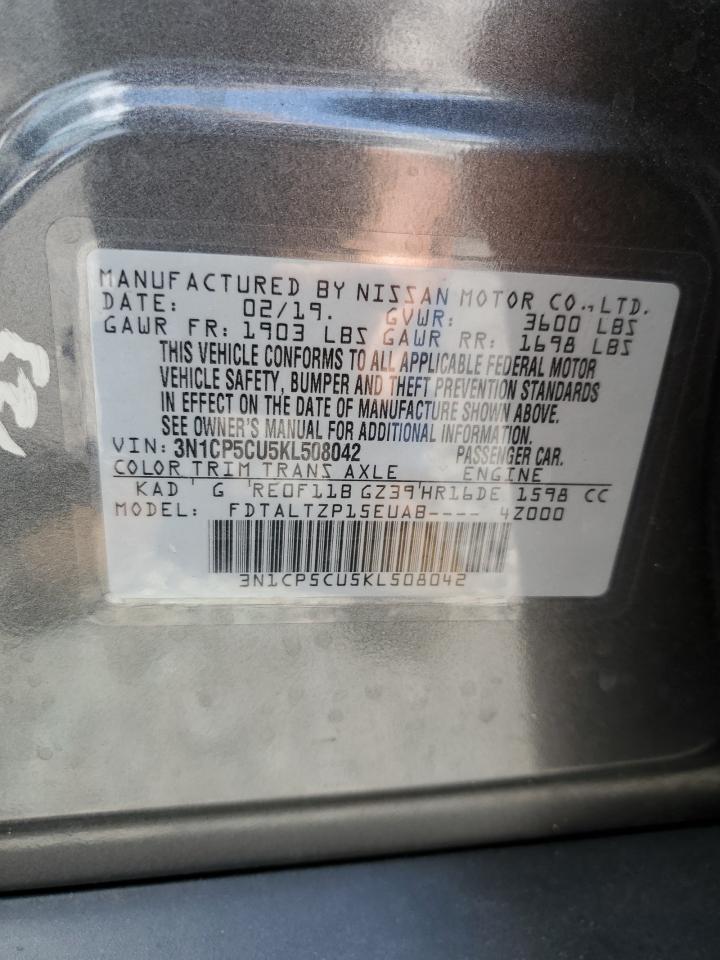 MANUFACTURED BY NISSAN MOTOR CO., LTD.
DATE: 02/19. GVWR: 3600 LBS
GAWR FR: 1903 LBS GAWR RR: 1698 LBS
THIS VEHICLE CONFORMS TO ALL APPLICABLE FEDERAL MOTOR
VEHICLE SAFETY, BUMPER AND THEFT PREVENTION STANDARDS
IN EFFECT ON THE DATE OF MANUFACTURE SHOWN ABOVE.
SEE OWNER'S MANUAL FOR ADDITIONAL INFORMATION.
VIN: 3N1CP5CU5KL508042 PASSENGER CAR.
COLOR TRIM TRANS AXLE ENGINE
KAD G RE0F11B GZ39 HR16DE 1598 CC
MODEL: FDTALTZP15EUAB---- 4Z000
3N1CP5CU5KL508042